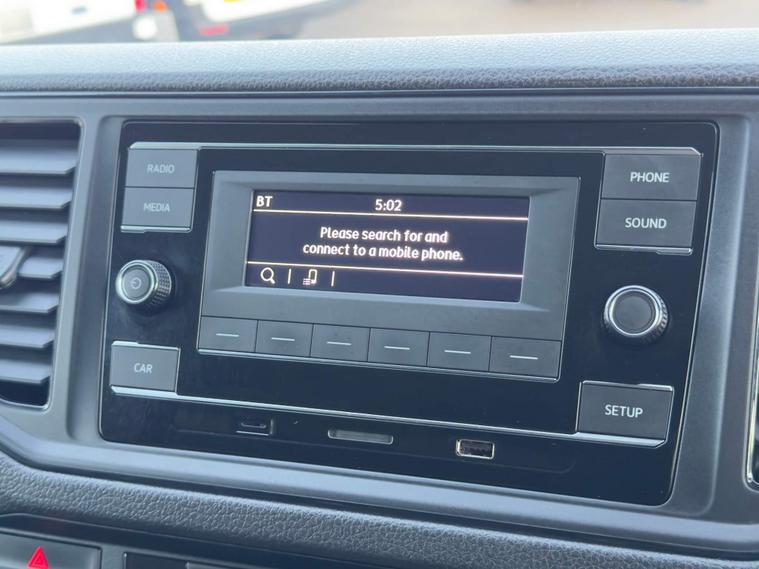 RADIO
MEDIA
BT 5:02
Please search for and
connect to a mobile phone.
PHONE
SOUND
CAR
SETUP